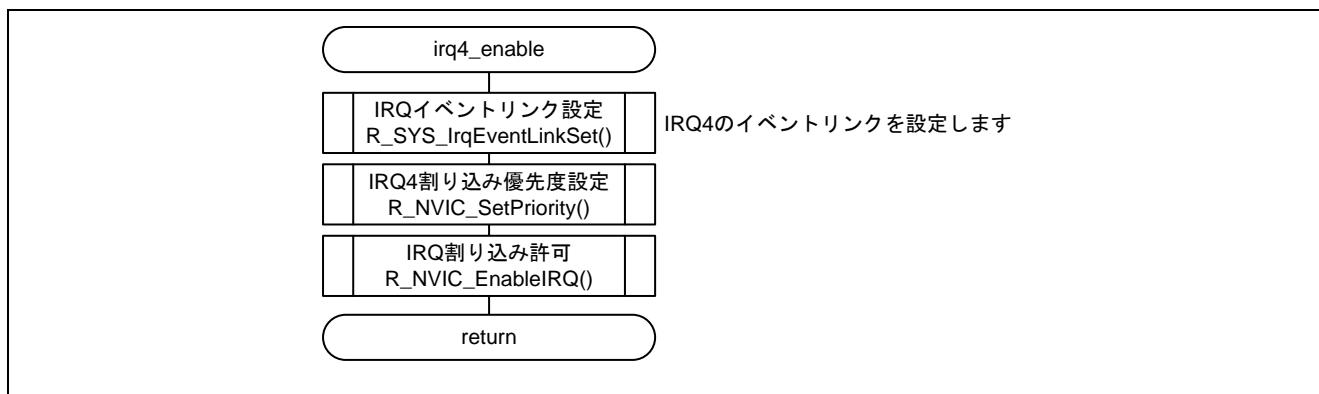 irq4_enable
IRQイベントリンク設定
R_SYS_IrqEventLinkSet()
IRQ4のイベントリンクを設定します
IRQ4割り込み優先度設定
R_NVIC_SetPriority()
IRQ割り込み許可
R_NVIC_EnableIRQ()
return